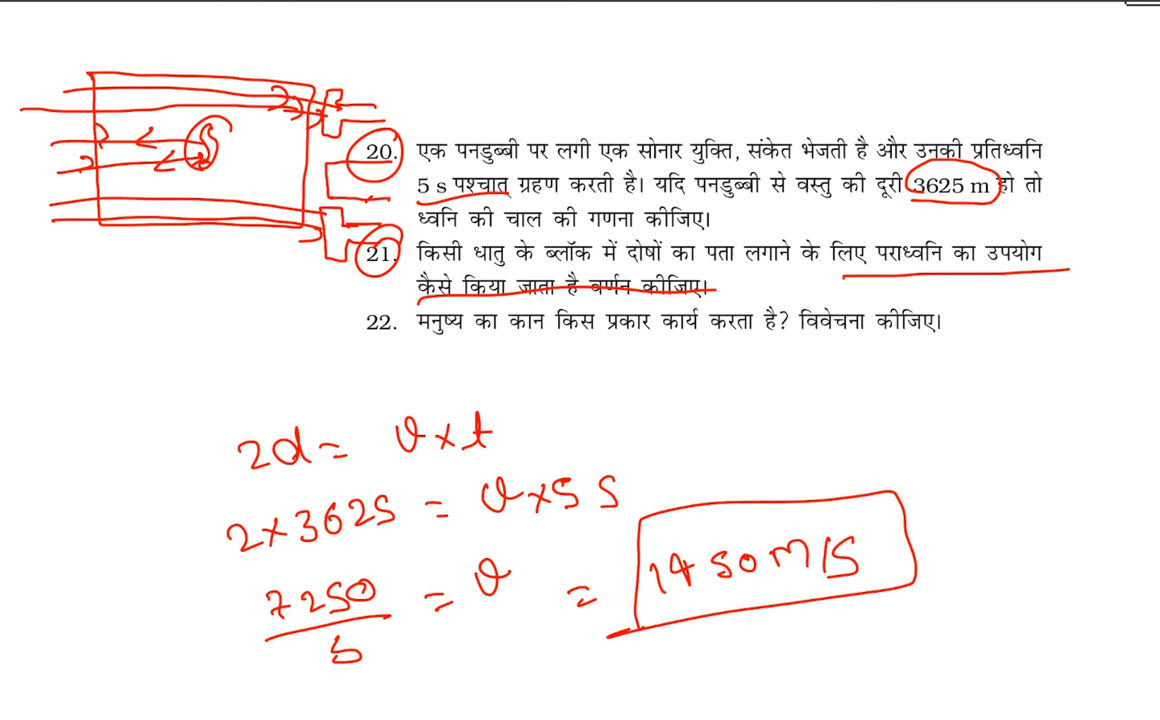 20. एक पनडुब्बी पर लगी एक सोनार युक्ति, संकेत भेजती है और उनकी प्रतिध्वनि
5 s पश्चात् ग्रहण करती है। यदि पनडुब्बी से वस्तु की दूरी 3625 m हो तो
ध्वनि की चाल की गणना कीजिए।
21. किसी धातु के ब्लॉक में दोषों का पता लगाने के लिए पराध्वनि का उपयोग
कैसे किया जाता है वर्णन कीजिए।
22. मनुष्य का कान किस प्रकार कार्य करता है? विवेचना कीजिए।
2d = v × t
2 × 3625 = v × 5 s
7250 / 5 = v = 1450 m/s